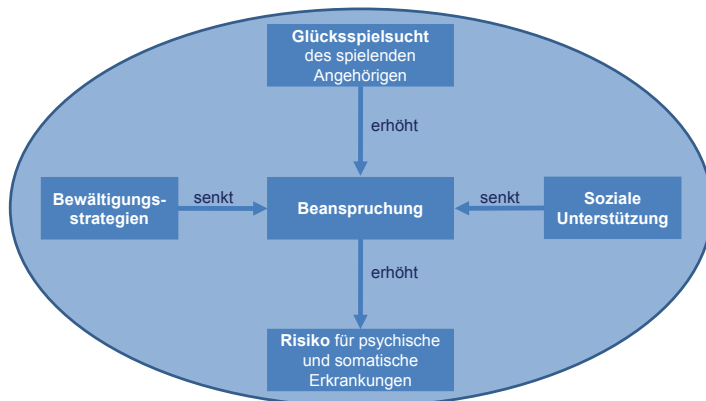 Glücksspielsucht
des spielenden
Angehörigen
erhöht
Bewältigungs-
strategien
senkt
Beanspruchung
senkt
Soziale
Unterstützung
erhöht
Risiko für psychische
und somatische
Erkrankungen